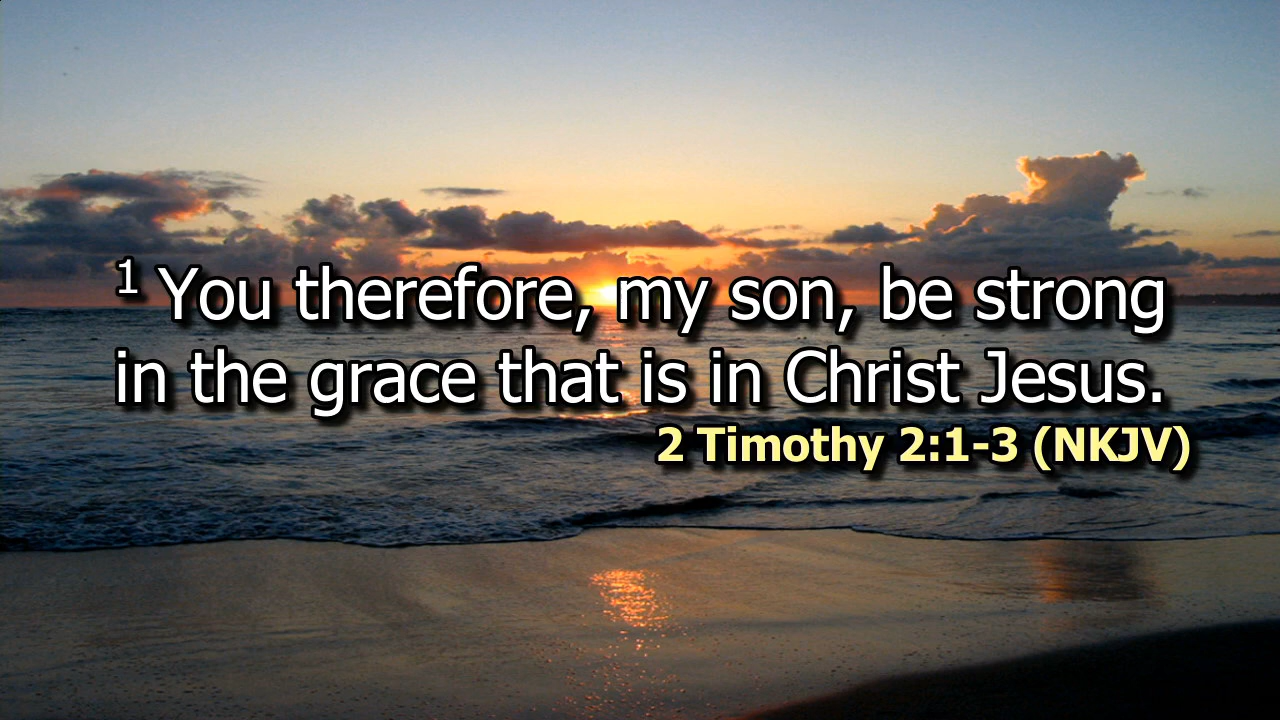 1 You therefore, my son, be strong
in the grace that is in Christ Jesus.
2 Timothy 2:1-3 (NKJV)